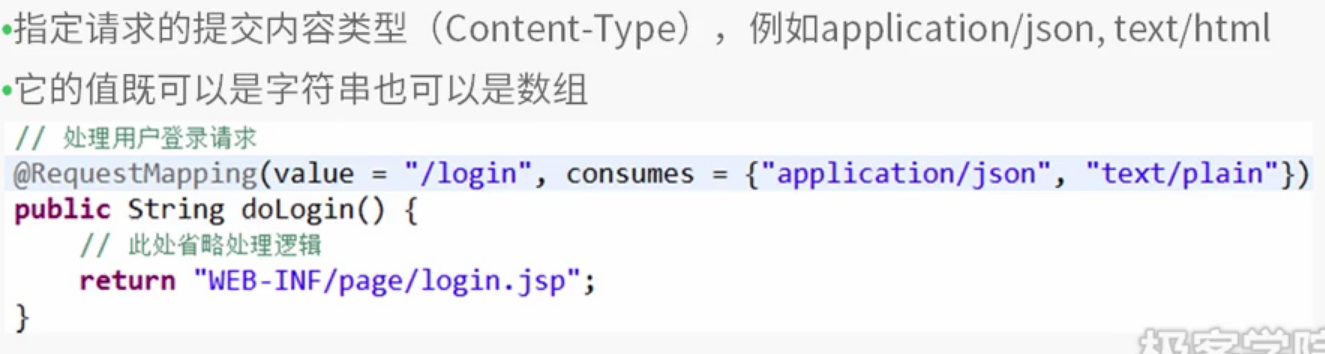 •指定请求的提交内容类型（Content-Type），例如application/json, text/html
•它的值既可以是字符串也可以是数组
// 处理用户登录请求
@RequestMapping(value = "/login", consumes = {"application/json", "text/plain"})
public String doLogin() {
    // 此处省略处理逻辑
    return "WEB-INF/page/login.jsp";
}
极客学院